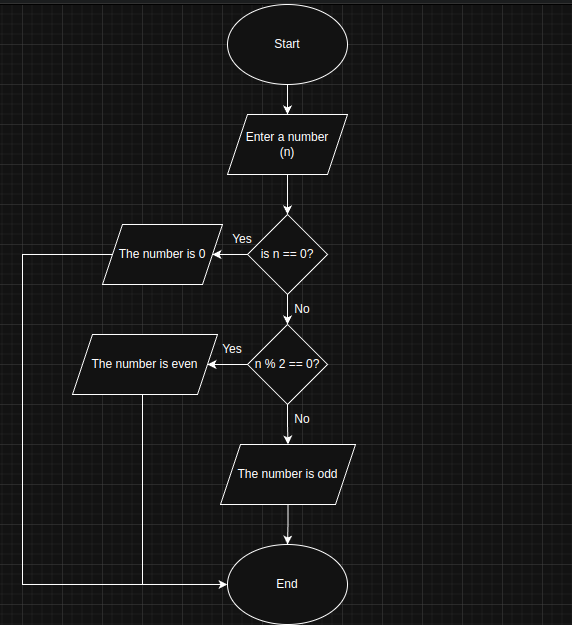 Start
Enter a number
(n)
Yes
The number is 0
is n == 0?
No
Yes
The number is even
n % 2 == 0?
No
The number is odd
End